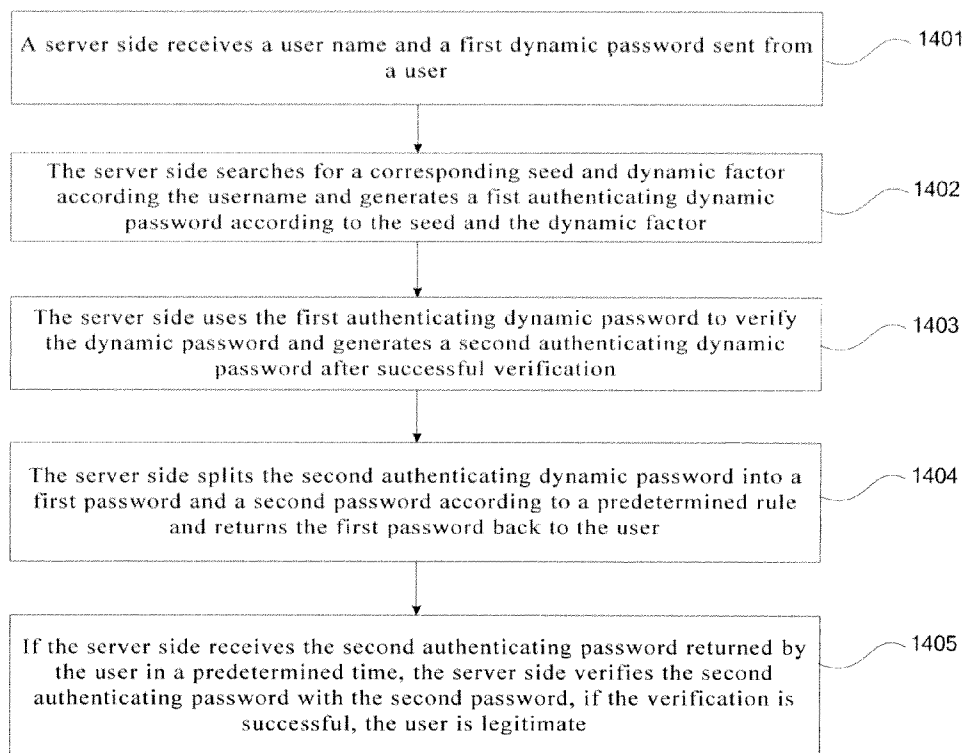 A server side receives a user name and a first dynamic password sent from
a user
1401
The server side searches for a corresponding seed and dynamic factor
according the username and generates a fist authenticating dynamic
password according to the seed and the dynamic factor
1402
The server side uses the first authenticating dynamic password to verify
the dynamic password and generates a second authenticating dynamic
password after successful verification
1403
The server side splits the second authenticating dynamic password into a
first password and a second password according to a predetermined rule
and returns the first password back to the user
1404
If the server side receives the second authenticating password returned by
the user in a predetermined time, the server side verifies the second
authenticating password with the second password, if the verification is
successful, the user is legitimate
1405